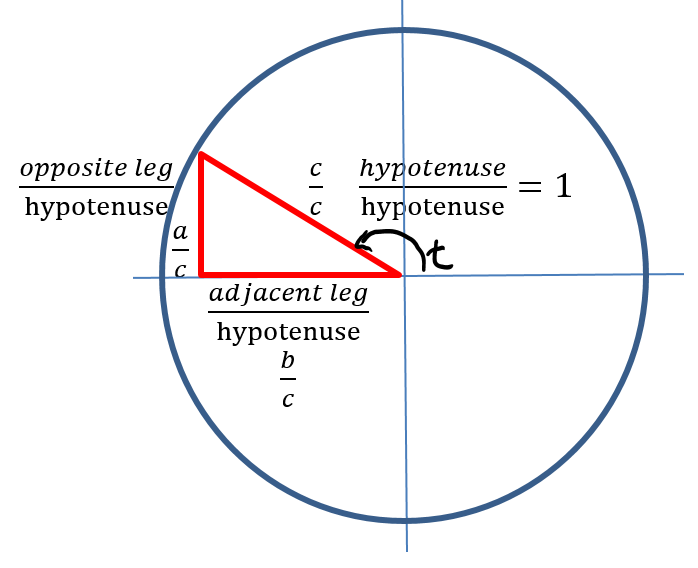 opposite leg
hypotenuse
c
c
hypotenuse
hypotenuse
= 1
a
c
t
adjacent leg
hypotenuse
b
c